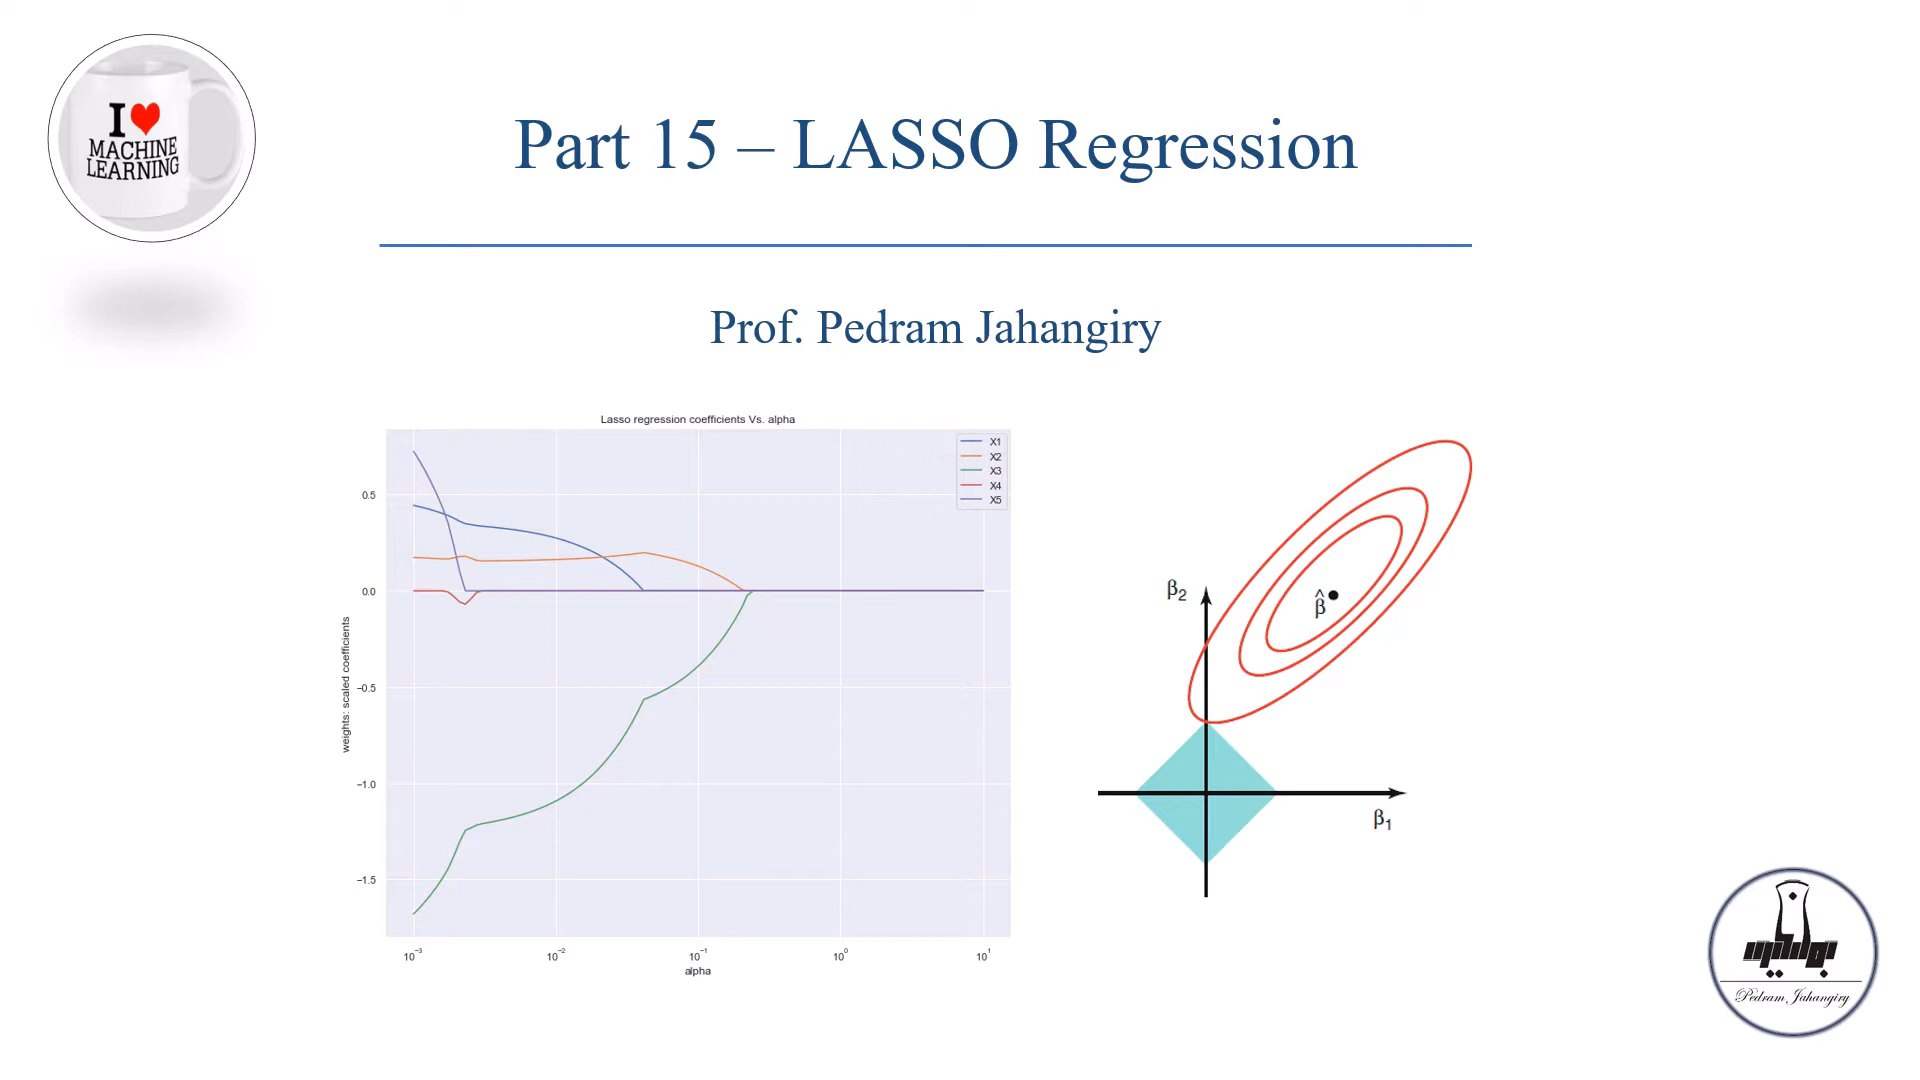 I ❤ MACHINE LEARNING
Part 15 – LASSO Regression
Prof. Pedram Jahangiry
Lasso regression coefficients Vs. alpha
X1
X2
X3
X4
X5
0.5
0.0
−0.5
−1.0
−1.5
weights: scaled coefficients
10⁻³ 10⁻² 10⁻¹ 10⁰ 10¹
alpha
β₂
β̂
β₁
Pedram Jahangiry